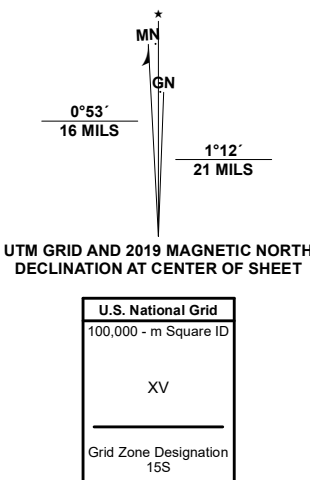 MN
GN
0°53´
16 MILS
1°12´
21 MILS
UTM GRID AND 2019 MAGNETIC NORTH
DECLINATION AT CENTER OF SHEET
U.S. National Grid
100,000 - m Square ID
XV
Grid Zone Designation
15S